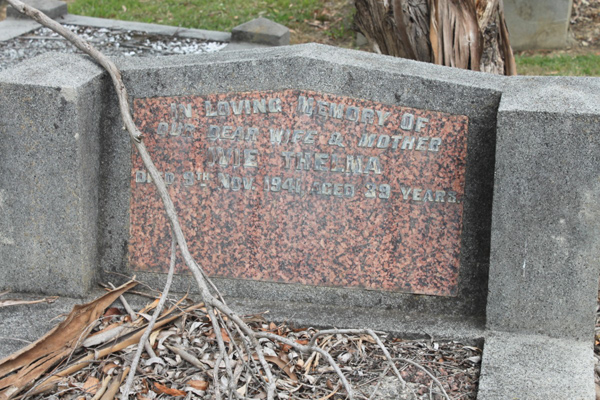 IN LOVING MEMORY OF
OUR DEAR WIFE & MOTHER
THELMA
DIED 9TH NOV. 1941, AGED 39 YEARS.